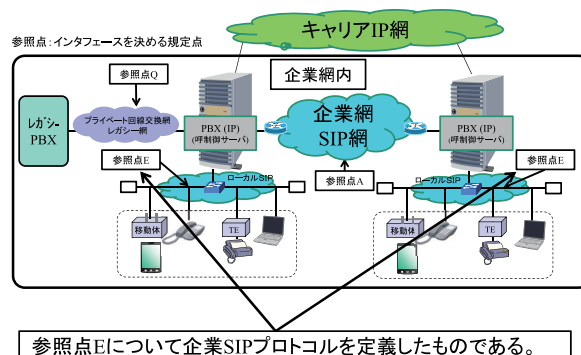 キャリアIP網
参照点:インタフェースを決める規定点
企業網内
参照点Q
レガシー
PBX
プライベート回線交換網
レガシー網
PBX (IP)
(呼制御サーバ)
企業網
SIP網
PBX (IP)
(呼制御サーバ)
参照点E
参照点A
参照点E
ローカルSIP
ローカルSIP
移動体
TE
移動体
TE
参照点Eについて企業SIPプロトコルを定義したものである。